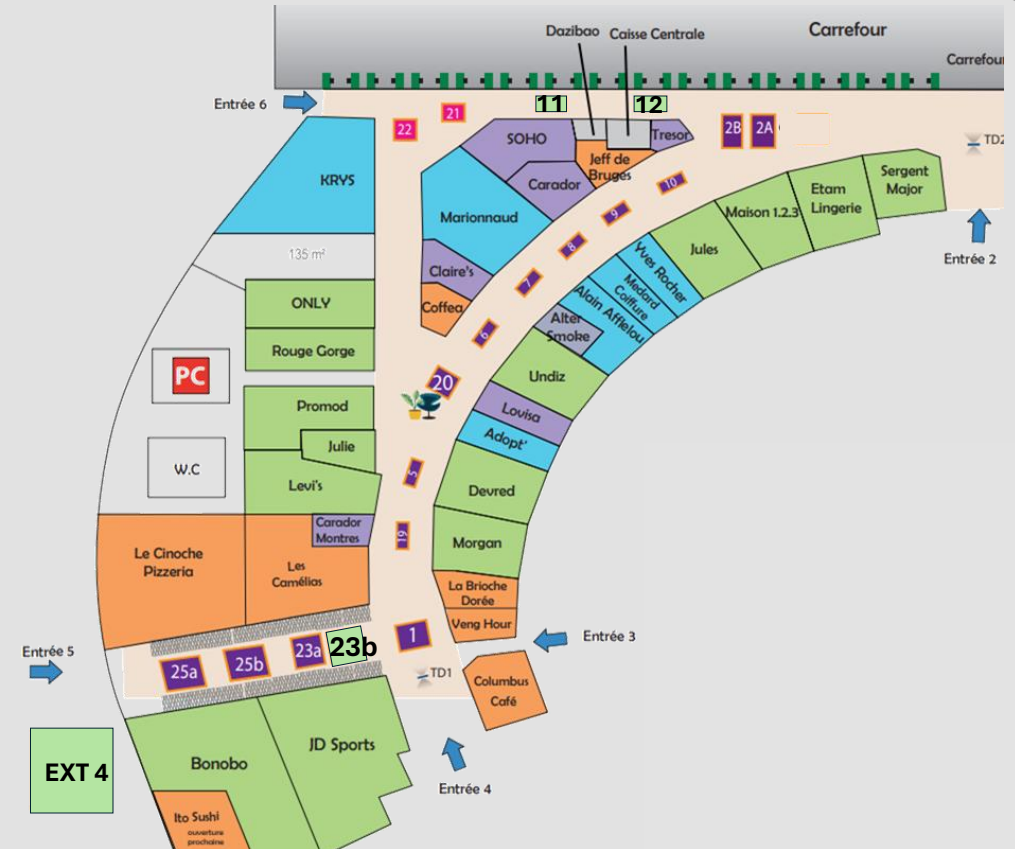 Dazibao
Caisse Centrale
Carrefour
Carrefour
Entrée 6
11
12
22
21
SOHO
Tresor
2B
2A
TD2
KRYS
Jeff de
Bruges
Carador
10
Sergent
Major
Etam
Lingerie
Maison 1.2.3
Marionnaud
9
Jules
Entrée 2
8
Yves Rocher
135 m²
Claire's
7
Medard
Coiffure
Alain Afflelou
ONLY
Coffea
Alter
Smoke
6
Rouge Gorge
PC
20
Undiz
Promod
Lovisa
Julie
Adopt'
W.C
5
Levi's
Devred
Carador
Montres
19
Morgan
Le Cinoche
Pizzeria
Les
Camélias
La Brioche
Dorée
Veng Hour
1
Entrée 3
Entrée 5
25a
25b
23a
23b
TD1
Columbus
Café
EXT 4
Bonobo
JD Sports
Entrée 4
Ito Sushi
ouverture
prochaine